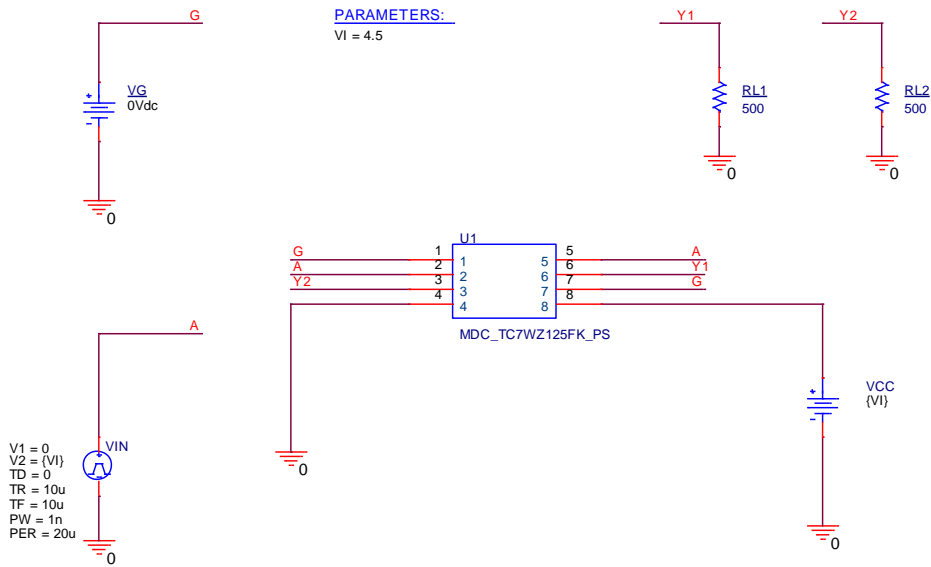 G
PARAMETERS:
VI = 4.5
Y1
Y2
+
VG
0Vdc
-
RL1
500
RL2
500
0
0
0
U1
G 1 1 5 5 A
A 2 2 6 6 Y1
Y2 3 3 7 7 G
4 4 8 8
MDC_TC7WZ125FK_PS
A
+
VCC
{VI}
-
VIN
V1 = 0
V2 = {VI}
TD = 0
TR = 10u
TF = 10u
PW = 1n
PER = 20u
0
0
0